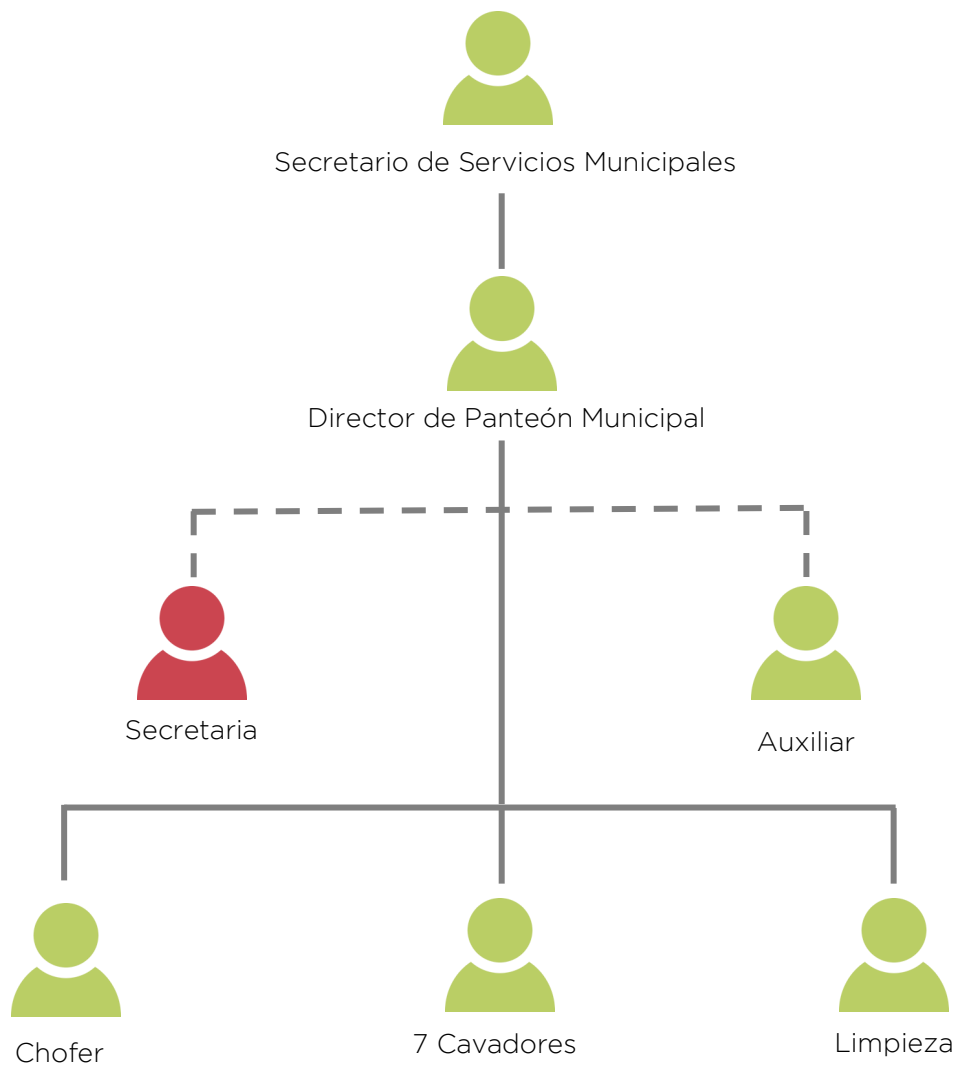 Secretario de Servicios Municipales
Director de Panteón Municipal
Secretaria
Auxiliar
Chofer
7 Cavadores
Limpieza